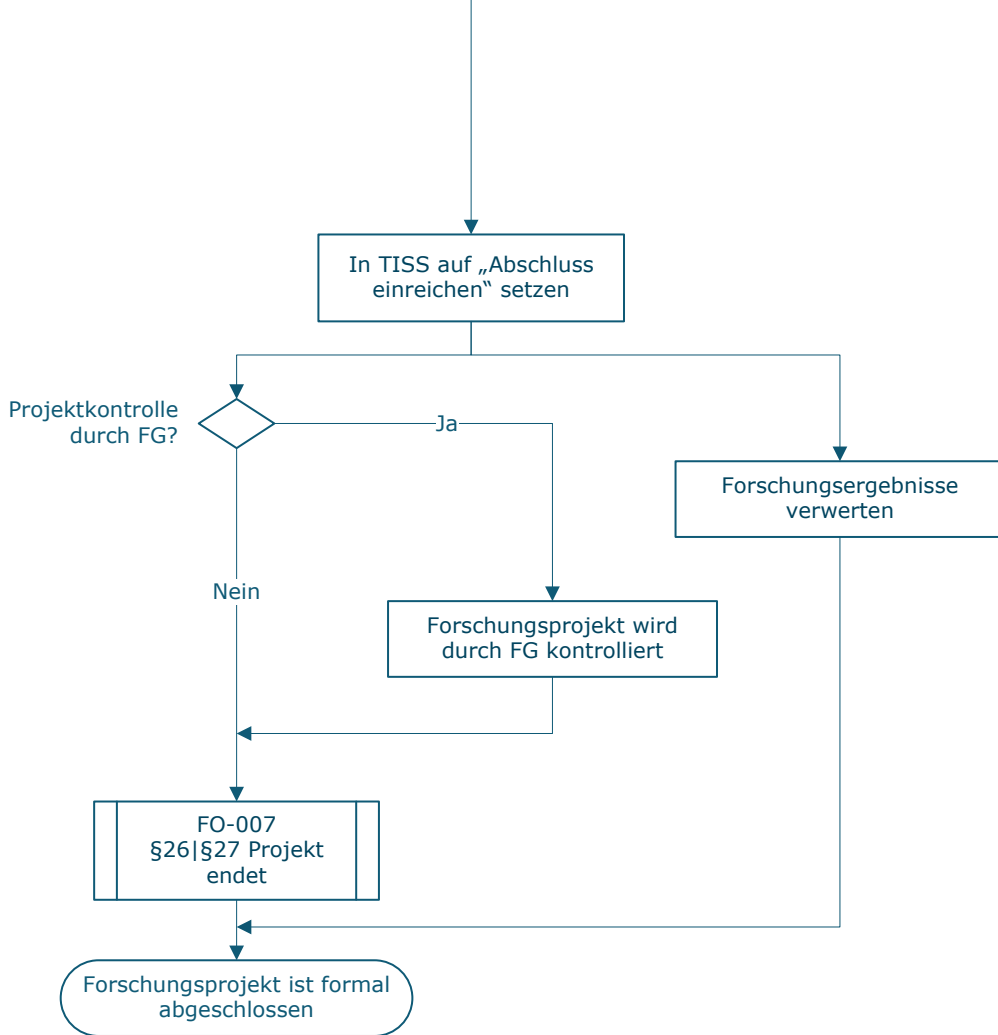 In TISS auf „Abschluss
einreichen“ setzen
Projektkontrolle
durch FG?
Ja
Forschungsergebnisse
verwerten
Nein
Forschungsprojekt wird
durch FG kontrolliert
FO-007
§26|§27 Projekt
endet
Forschungsprojekt ist formal
abgeschlossen